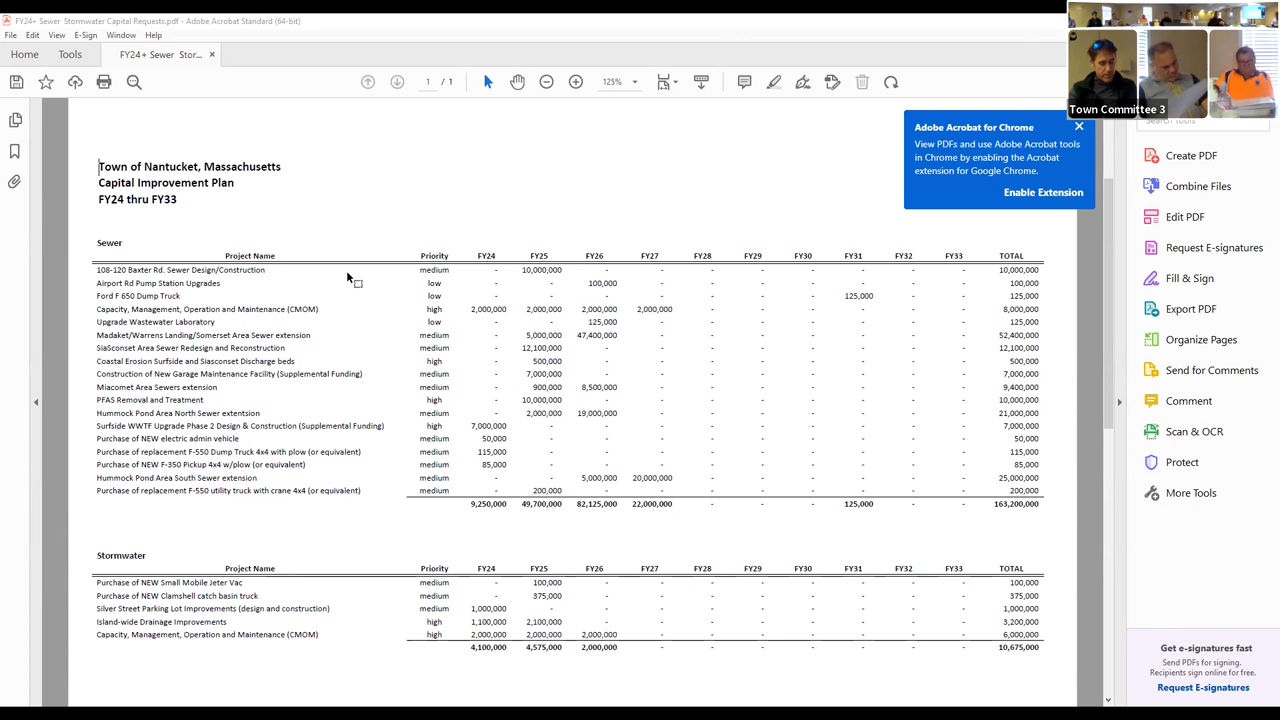 FY24+ Sewer Stormwater Capital Requests.pdf - Adobe Acrobat Standard (64-bit)
File Edit View E-Sign Window Help
Home Tools FY24+ Sewer Stor... ×
1 / 1 125%
Town Committee 3
Search tools
Adobe Acrobat for Chrome
View PDFs and use Adobe Acrobat tools
in Chrome by enabling the Acrobat
extension for Google Chrome.
Enable Extension
Town of Nantucket, Massachusetts
Capital Improvement Plan
FY24 thru FY33
Sewer
Project Name Priority FY24 FY25 FY26 FY27 FY28 FY29 FY30 FY31 FY32 FY33 TOTAL
108-120 Baxter Rd. Sewer Design/Construction medium - 10,000,000 - - - - - - - - 10,000,000
Airport Rd Pump Station Upgrades low - - 100,000 - - - - - - - 100,000
Ford F 650 Dump Truck low - - - - - - - 125,000 - - 125,000
Capacity, Management, Operation and Maintenance (CMOM) high 2,000,000 2,000,000 2,000,000 2,000,000 - - - - - - 8,000,000
Upgrade Wastewater Laboratory low - - 125,000 - - - - - - - 125,000
Madaket/Warrens Landing/Somerset Area Sewer extension medium - 5,000,000 47,400,000 - - - - - - - 52,400,000
SiaSconset Area Sewer Redesign and Reconstruction medium - 12,100,000 - - - - - - - - 12,100,000
Coastal Erosion Surfside and Siasconset Discharge beds high - 500,000 - - - - - - - - 500,000
Construction of New Garage Maintenance Facility (Supplemental Funding) medium - 7,000,000 - - - - - - - - 7,000,000
Miacomet Area Sewers extension medium - 900,000 8,500,000 - - - - - - - 9,400,000
PFAS Removal and Treatment high - 10,000,000 - - - - - - - - 10,000,000
Hummock Pond Area North Sewer extentsion medium - 2,000,000 19,000,000 - - - - - - - 21,000,000
Surfside WWTF Upgrade Phase 2 Design & Construction (Supplemental Funding) high 7,000,000 - - - - - - - - - 7,000,000
Purchase of NEW electric admin vehicle medium 50,000 - - - - - - - - - 50,000
Purchase of replacement F-550 Dump Truck 4x4 with plow (or equivalent) medium 115,000 - - - - - - - - - 115,000
Purchase of NEW F-350 Pickup 4x4 w/plow (or equivalent) medium 85,000 - - - - - - - - - 85,000
Hummock Pond Area South Sewer extension medium - - 5,000,000 20,000,000 - - - - - - 25,000,000
Purchase of replacement F-550 utility truck with crane 4x4 (or equivalent) medium - 200,000 - - - - - - - - 200,000
9,250,000 49,700,000 82,125,000 22,000,000 - - - 125,000 - - 163,200,000
Stormwater
Project Name Priority FY24 FY25 FY26 FY27 FY28 FY29 FY30 FY31 FY32 FY33 TOTAL
Purchase of NEW Small Mobile Jeter Vac medium - 100,000 - - - - - - - - 100,000
Purchase of NEW Clamshell catch basin truck medium - 375,000 - - - - - - - - 375,000
Silver Street Parking Lot Improvements (design and construction) medium 1,000,000 - - - - - - - - - 1,000,000
Island-wide Drainage Improvements high 1,100,000 2,100,000 - - - - - - - - 3,200,000
Capacity, Management, Operation and Maintenance (CMOM) high 2,000,000 2,000,000 2,000,000 - - - - - - - 6,000,000
4,100,000 4,575,000 2,000,000 - - - - - - - 10,675,000
Create PDF
Combine Files
Edit PDF
Request E-signatures
Fill & Sign
Export PDF
Organize Pages
Send for Comments
Comment
Scan & OCR
Protect
More Tools
Get e-signatures fast
Send PDFs for signing.
Recipients sign online for free.
Request E-signatures